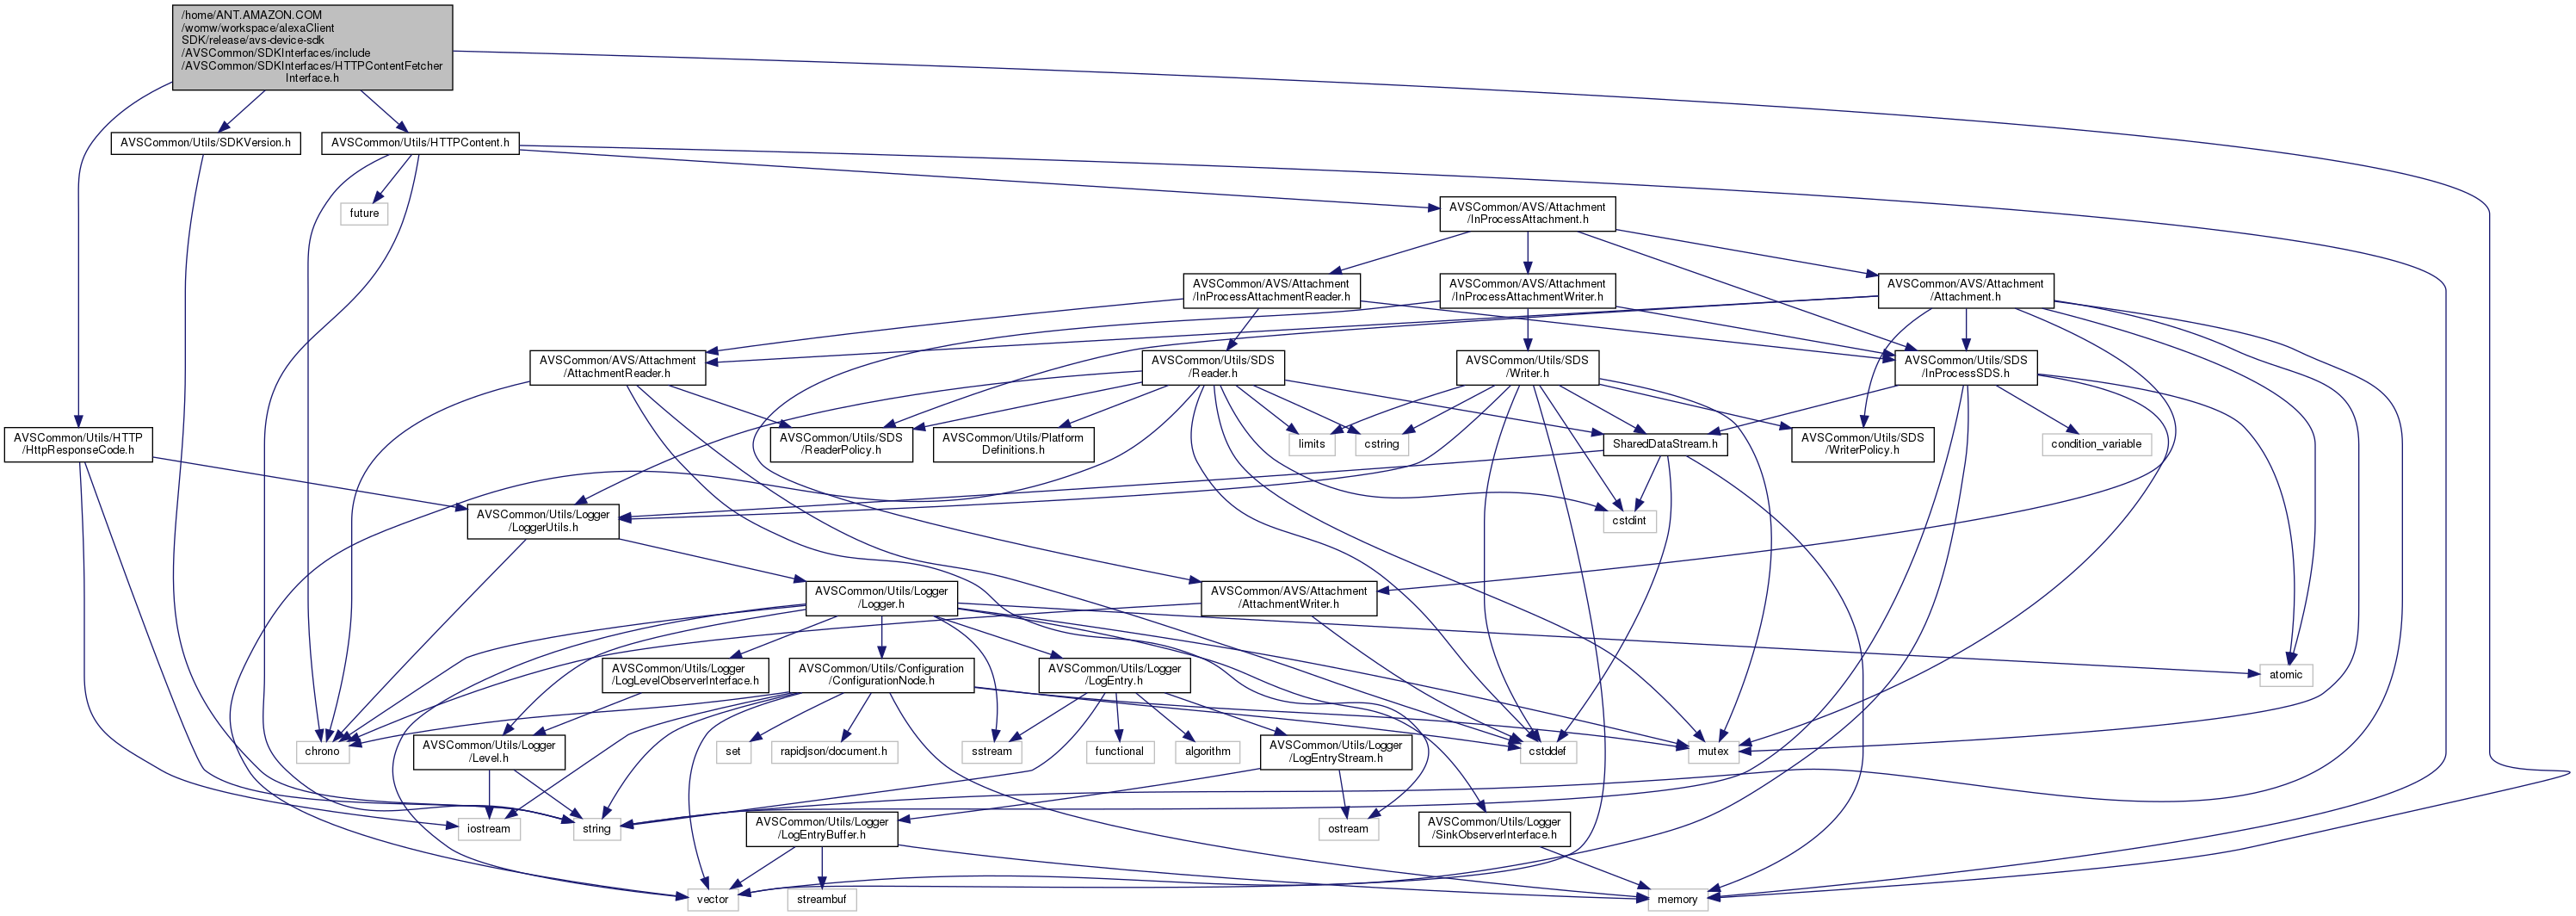 /home/ANT.AMAZON.COM
/womw/workspace/alexaClient
SDK/release/avs-device-sdk
/AVSCommon/SDKInterfaces/include
/AVSCommon/SDKInterfaces/HTTPContentFetcher
Interface.h
AVSCommon/Utils/SDKVersion.h
AVSCommon/Utils/HTTPContent.h
future
AVSCommon/AVS/Attachment
/InProcessAttachment.h
AVSCommon/AVS/Attachment
/InProcessAttachmentReader.h
AVSCommon/AVS/Attachment
/InProcessAttachmentWriter.h
AVSCommon/AVS/Attachment
/Attachment.h
AVSCommon/AVS/Attachment
/AttachmentReader.h
AVSCommon/Utils/SDS
/Reader.h
AVSCommon/Utils/SDS
/Writer.h
AVSCommon/Utils/SDS
/InProcessSDS.h
AVSCommon/Utils/HTTP
/HttpResponseCode.h
AVSCommon/Utils/SDS
/ReaderPolicy.h
AVSCommon/Utils/Platform
Definitions.h
limits
cstring
SharedDataStream.h
AVSCommon/Utils/SDS
/WriterPolicy.h
condition_variable
AVSCommon/Utils/Logger
/LoggerUtils.h
cstdint
AVSCommon/Utils/Logger
/Logger.h
AVSCommon/AVS/Attachment
/AttachmentWriter.h
AVSCommon/Utils/Logger
/LogLevelObserverInterface.h
AVSCommon/Utils/Configuration
/ConfigurationNode.h
AVSCommon/Utils/Logger
/LogEntry.h
atomic
chrono
AVSCommon/Utils/Logger
/Level.h
set
rapidjson/document.h
sstream
functional
algorithm
AVSCommon/Utils/Logger
/LogEntryStream.h
cstddef
mutex
iostream
string
AVSCommon/Utils/Logger
/LogEntryBuffer.h
ostream
AVSCommon/Utils/Logger
/SinkObserverInterface.h
vector
streambuf
memory